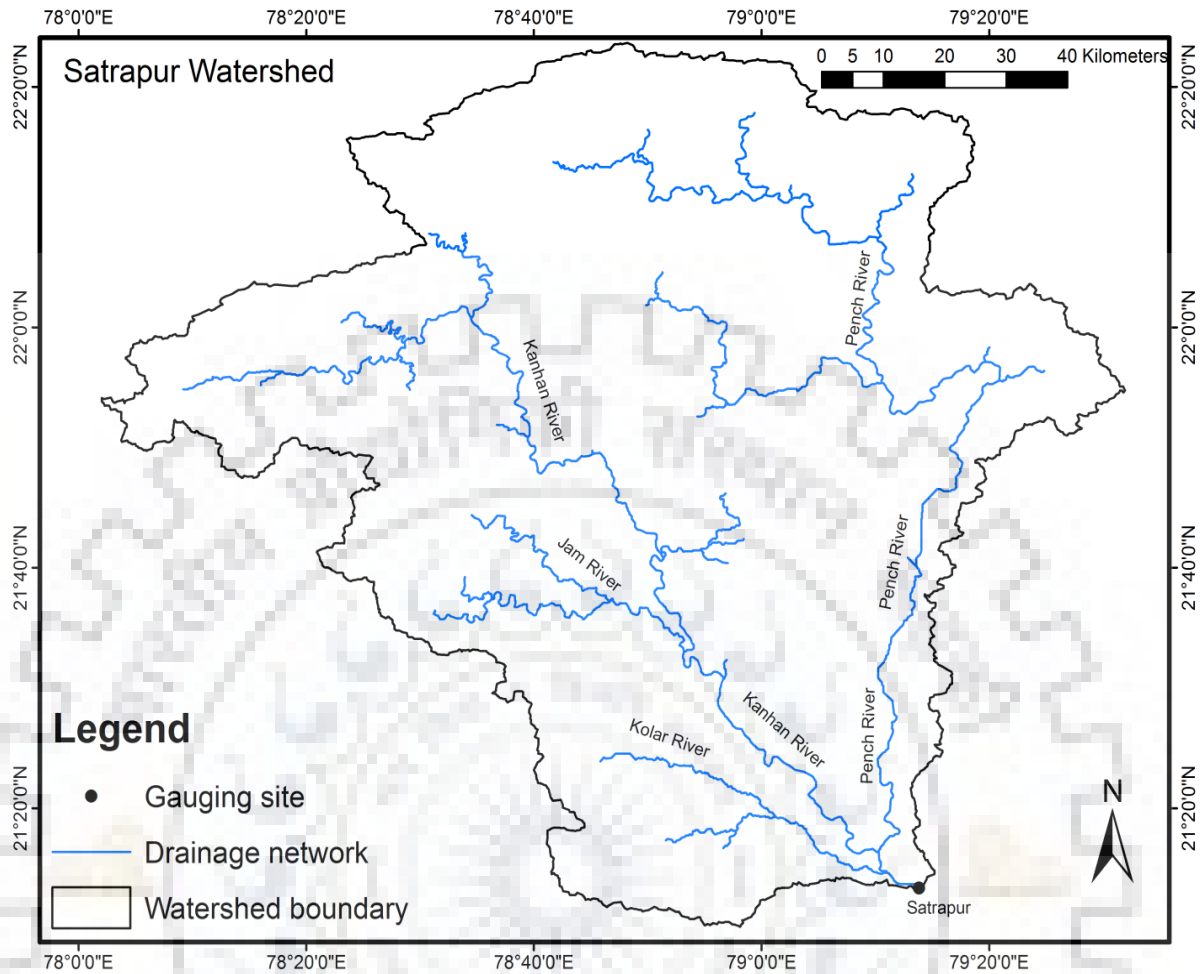 78°0'0"E
78°20'0"E
78°40'0"E
79°0'0"E
79°20'0"E
Satrapur Watershed
0 5 10 20 30 40 Kilometers
22°20'0"N
22°20'0"N
Pench River
22°0'0"N
22°0'0"N
Kanhan River
Pench River
Jam River
21°40'0"N
21°40'0"N
Kanhan River
Pench River
Kolar River
Legend
Gauging site
Drainage network
Watershed boundary
N
21°20'0"N
21°20'0"N
Satrapur
78°0'0"E
78°20'0"E
78°40'0"E
79°0'0"E
79°20'0"E